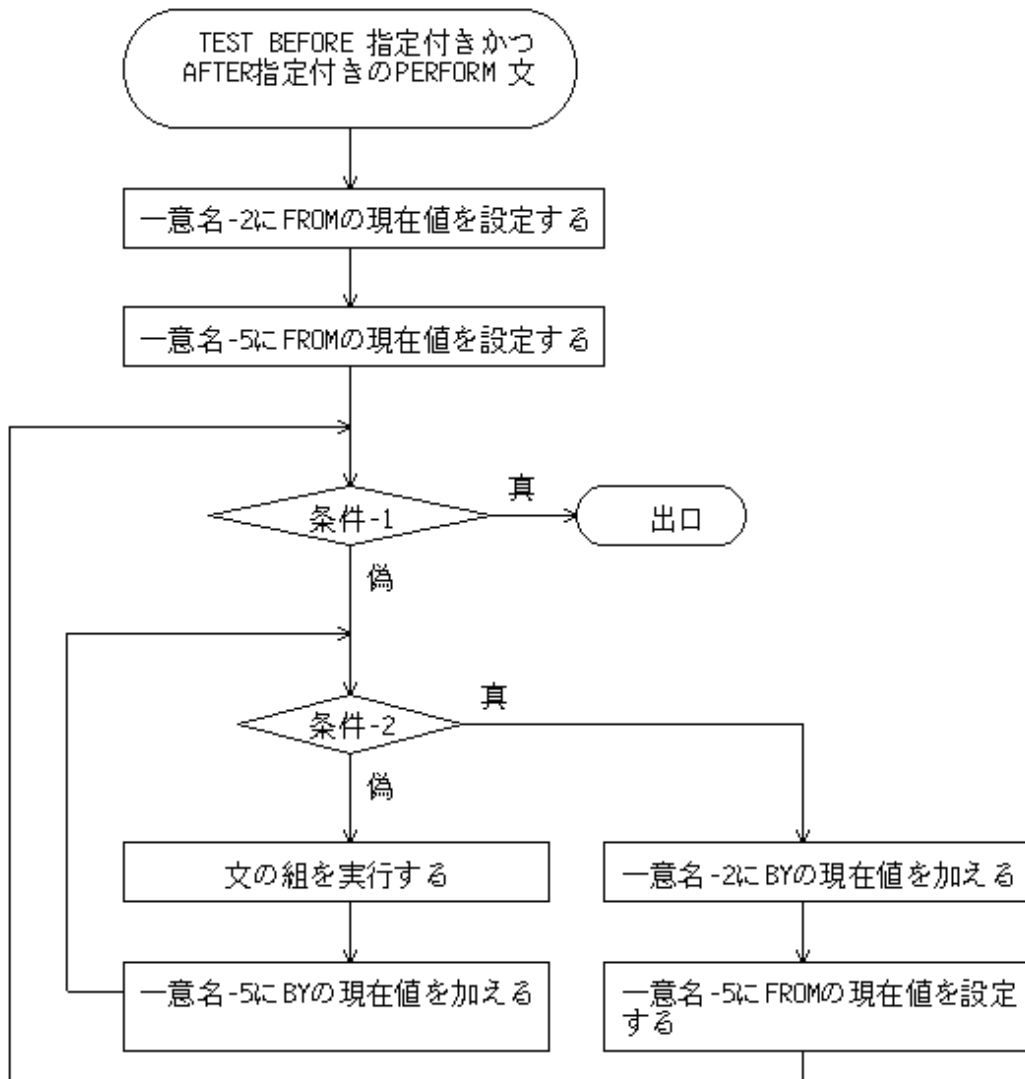 TEST BEFORE 指定付きかつ
AFTER指定付きのPERFORM 文
一意名-2にFROMの現在値を設定する
一意名-5にFROMの現在値を設定する
真
条件-1
出口
偽
真
条件-2
偽
文の組を実行する
一意名-2にBYの現在値を加える
一意名-5にBYの現在値を加える
一意名-5にFROMの現在値を設定
する